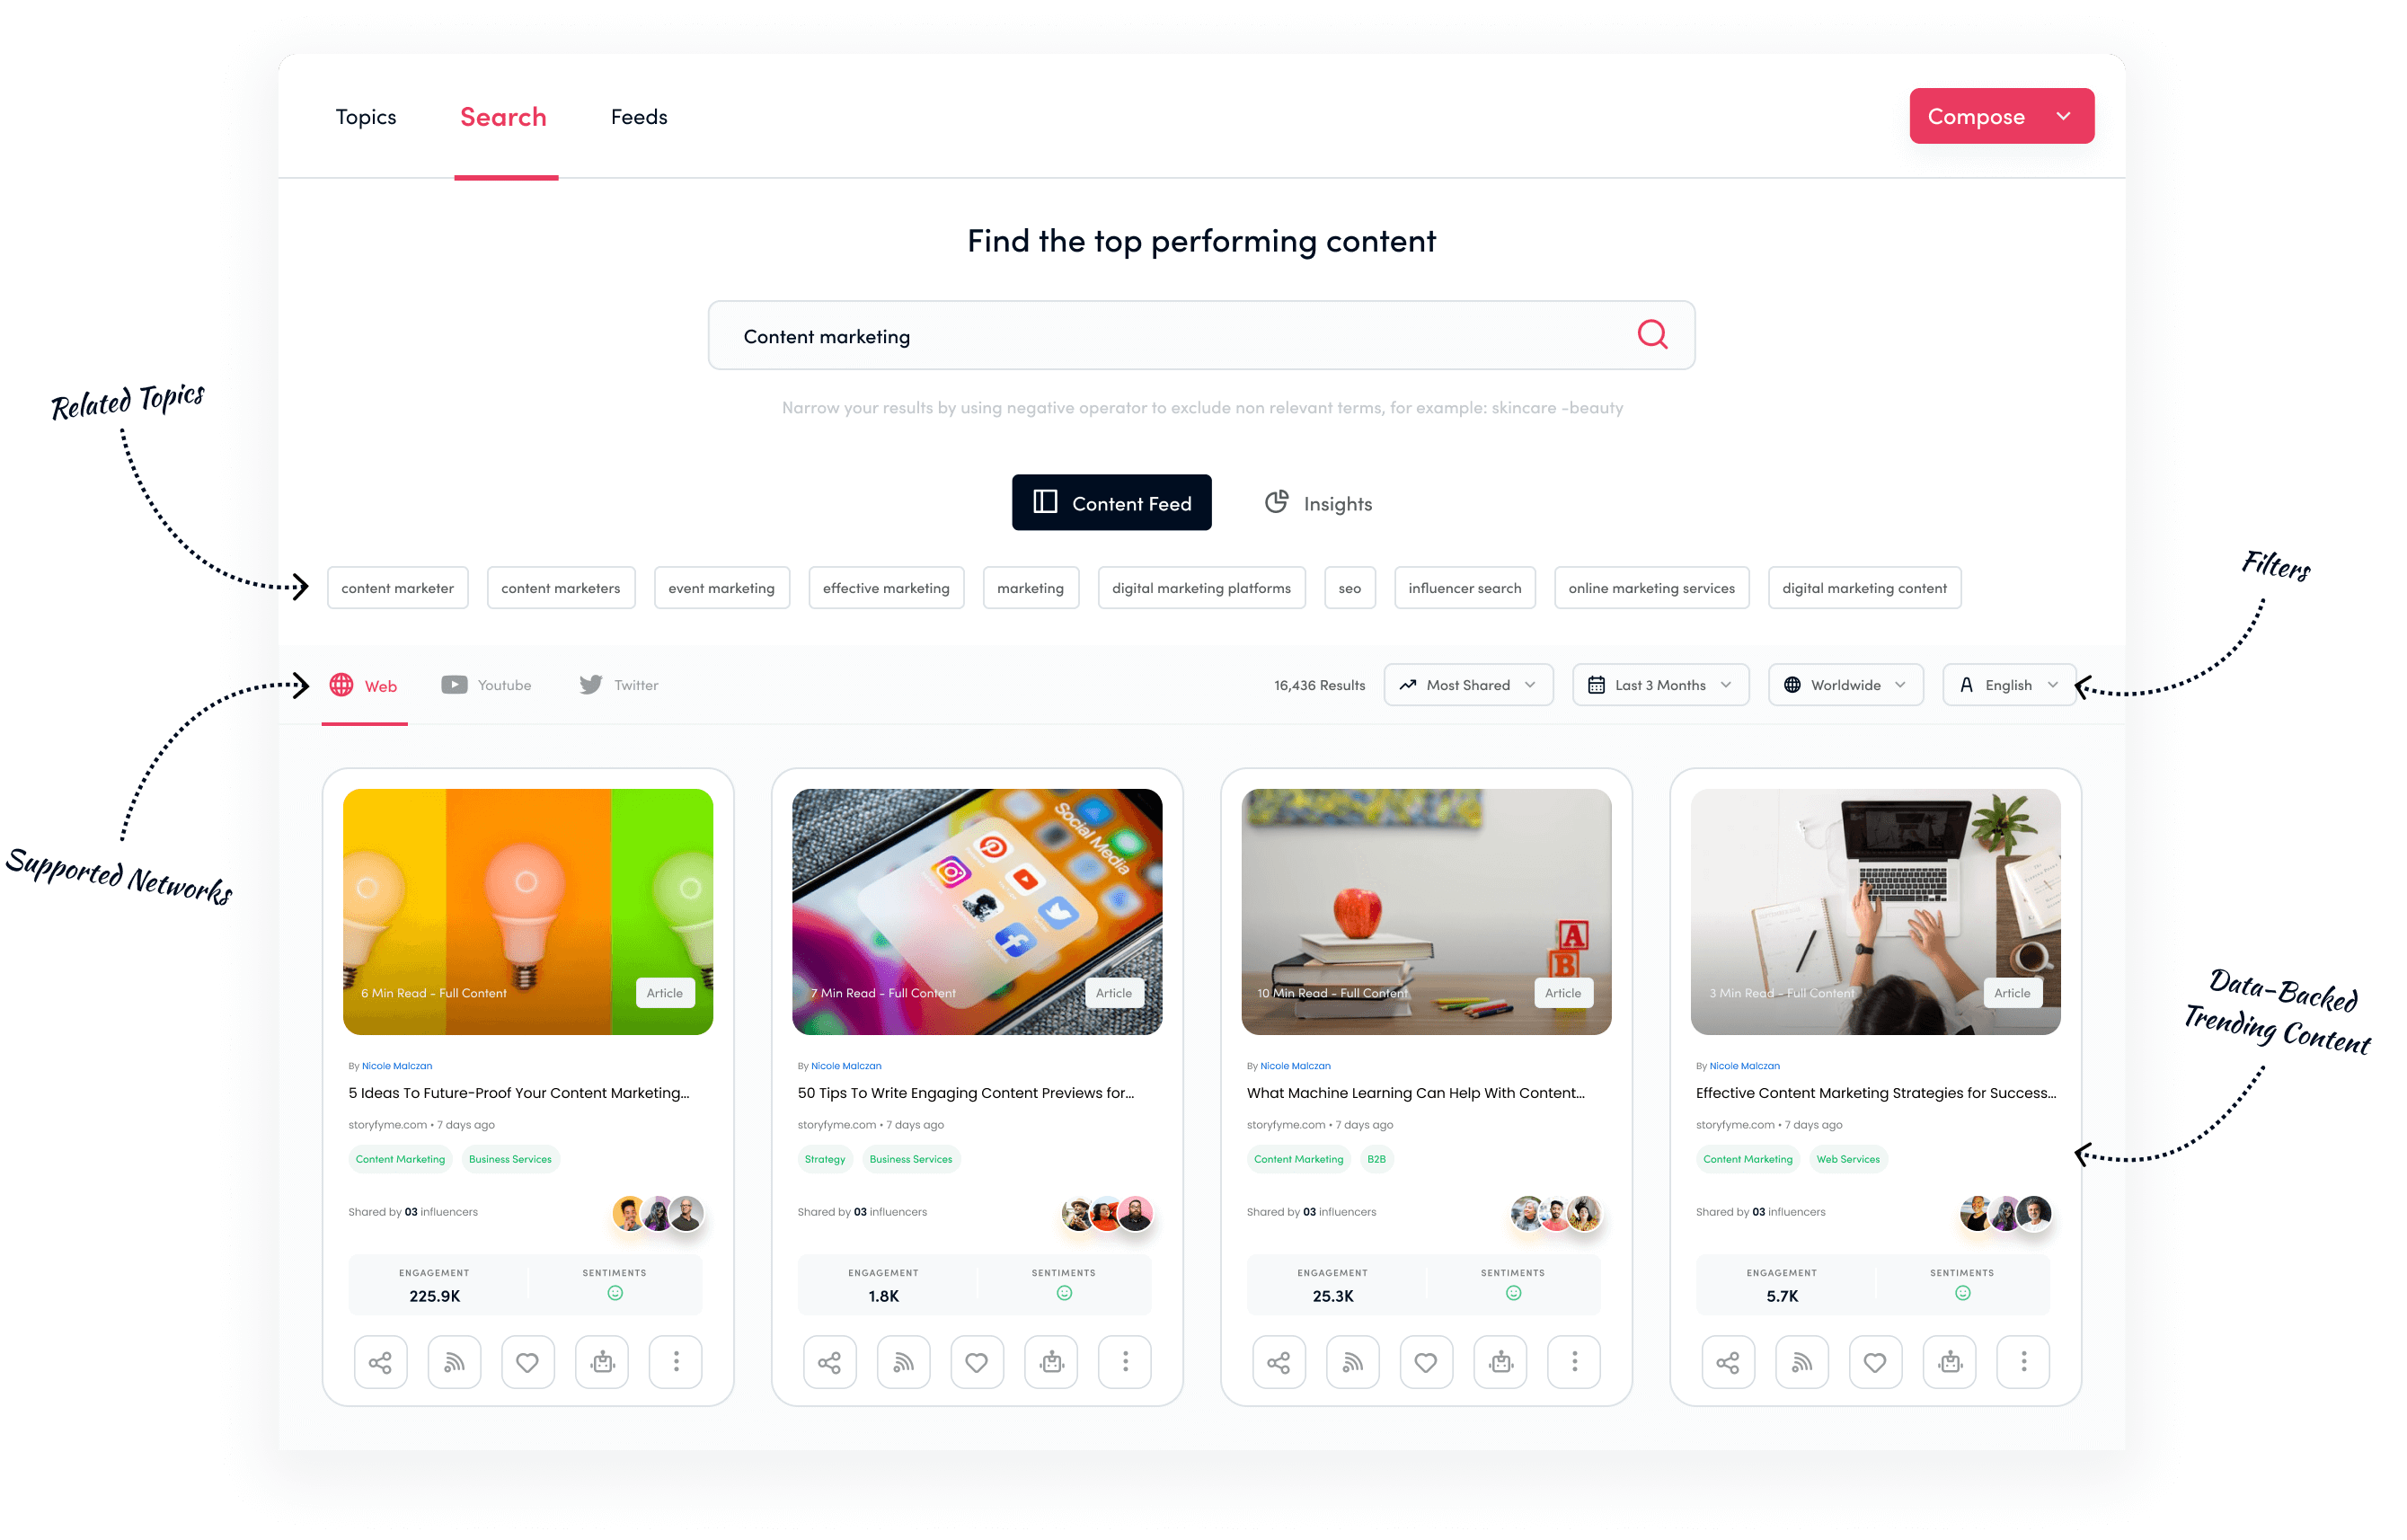 Topics
Search
Feeds
Compose
Find the top performing content
Content marketing
Narrow your results by using negative operator to exclude non relevant terms, for example: skincare -beauty
Related Topics
Content Feed
Insights
content marketer
content marketers
event marketing
effective marketing
marketing
digital marketing platforms
seo
influencer search
online marketing services
digital marketing content
Filters
Web
Youtube
Twitter
16,436 Results
Most Shared
Last 3 Months
Worldwide
English
Supported Networks
6 Min Read - Full Content
Article
By Nicole Malczan
5 Ideas To Future-Proof Your Content Marketing...
storyfyme.com • 7 days ago
Content Marketing
Business Services
Shared by 03 influencers
ENGAGEMENT
225.9K
SENTIMENTS
Social Media
7 Min Read - Full Content
Article
By Nicole Malczan
50 Tips To Write Engaging Content Previews for...
storyfyme.com • 7 days ago
Strategy
Business Services
Shared by 03 influencers
ENGAGEMENT
1.8K
SENTIMENTS
A
B
10 Min Read - Full Content
Article
By Nicole Malczan
What Machine Learning Can Help With Content...
storyfyme.com • 7 days ago
Content Marketing
B2B
Shared by 03 influencers
ENGAGEMENT
25.3K
SENTIMENTS
3 Min Read - Full Content
Article
By Nicole Malczan
Effective Content Marketing Strategies for Success...
storyfyme.com • 7 days ago
Content Marketing
Web Services
Shared by 03 influencers
ENGAGEMENT
5.7K
SENTIMENTS
Data-Backed
Trending Content